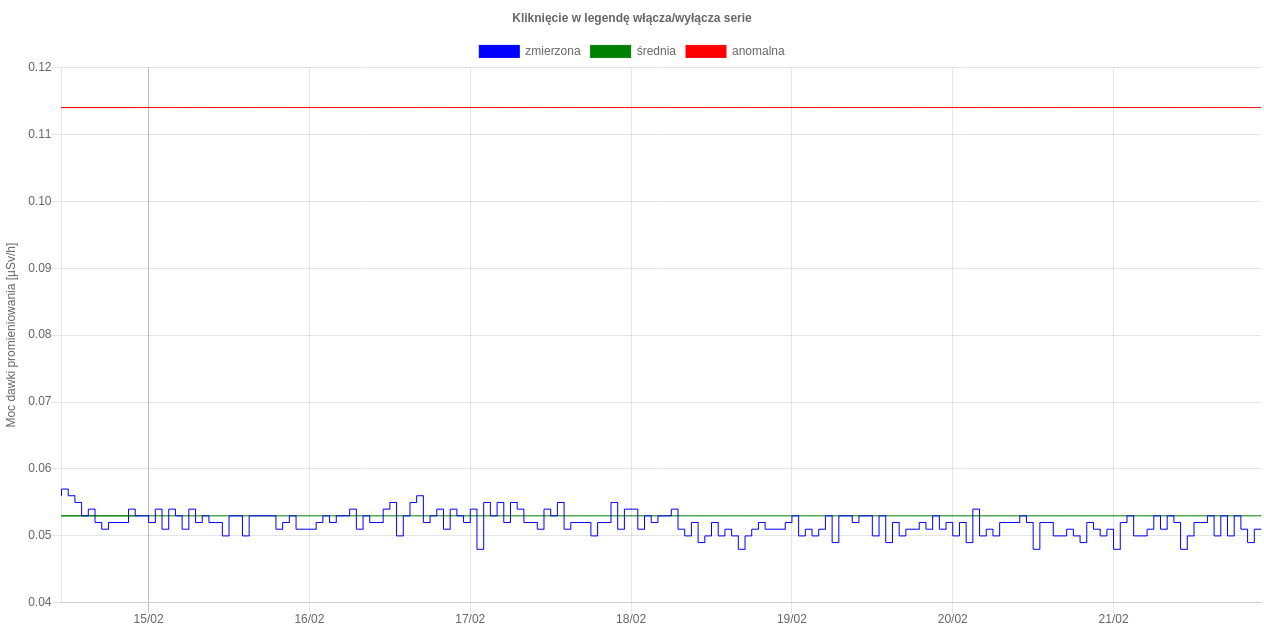 Kliknięcie w legendę włącza/wyłącza serie
zmierzona średnia anomalna
Moc dawki promieniowania [µSv/h]
0.12
0.11
0.10
0.09
0.08
0.07
0.06
0.05
0.04
15/02 16/02 17/02 18/02 19/02 20/02 21/02